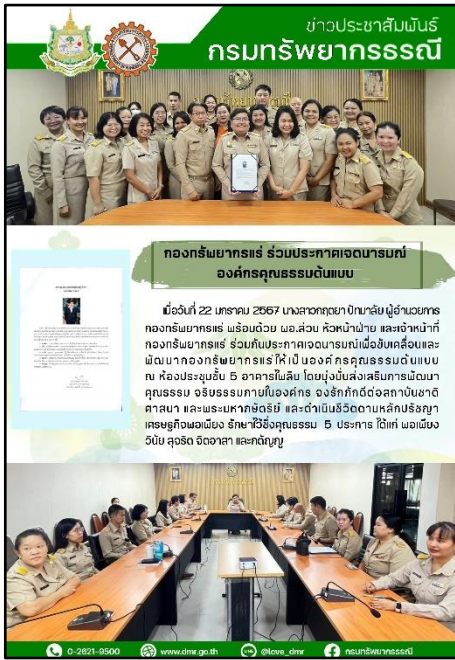 ข่าวประชาสัมพันธ์
กรมทรัพยากรธรณี
กองทรัพยากรแร่ ร่วมประกาศเจตนารมณ์
องค์กรคุณธรรมต้นแบบ
เมื่อวันที่ 22 มกราคม 2567 นางสาวกฤตยา ปัทมาลัย ผู้อำนวยการ
กองทรัพยากรแร่ พร้อมด้วย ผอ.ส่วน หัวหน้าฝ่าย และเจ้าหน้าที่
กองทรัพยากรแร่ ร่วมกันประกาศเจตนารมณ์เพื่อขับเคลื่อนและ
พัฒนากองทรัพยากรแร่ให้เป็นองค์กรคุณธรรมต้นแบบ
ณ ห้องประชุมชั้น 5 อาคารไพลิน โดยมุ่งมั่นส่งเสริมการพัฒนา
คุณธรรม จริยธรรมภายในองค์กร จงรักภักดีต่อสถาบันชาติ
ศาสนา และพระมหากษัตริย์ และดำเนินชีวิตตามหลักปรัชญา
เศรษฐกิจพอเพียง รักษาไว้ซึ่งคุณธรรม 5 ประการ ได้แก่ พอเพียง
วินัย สุจริต จิตอาสา และกตัญญู
0-2621-9500 www.dmr.go.th @love_dmr กรมทรัพยากรธรณี